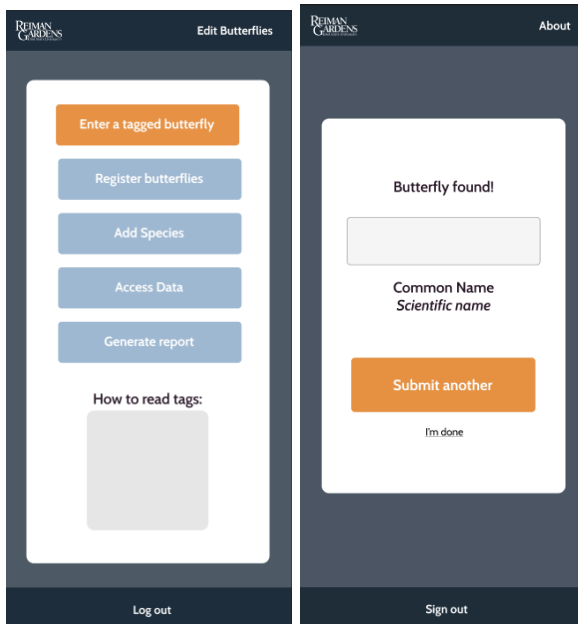 REIMAN
GARDENS
Edit Butterflies
Enter a tagged butterfly
Register butterflies
Add Species
Access Data
Generate report
How to read tags:
Log out
REIMAN
GARDENS
About
Butterfly found!
Common Name
Scientific name
Submit another
I'm done
Sign out